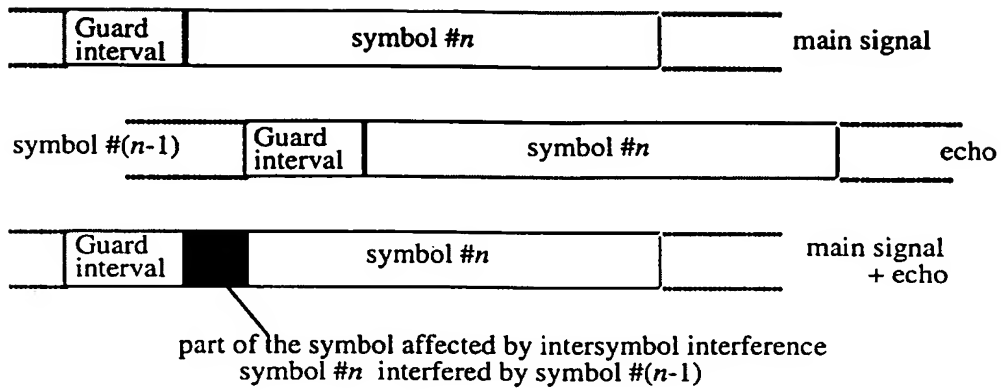 Guard
interval
symbol #n
main signal
symbol #(n-1)
Guard
interval
symbol #n
echo
Guard
interval
symbol #n
main signal
+ echo
part of the symbol affected by intersymbol interference
symbol #n interfered by symbol #(n-1)